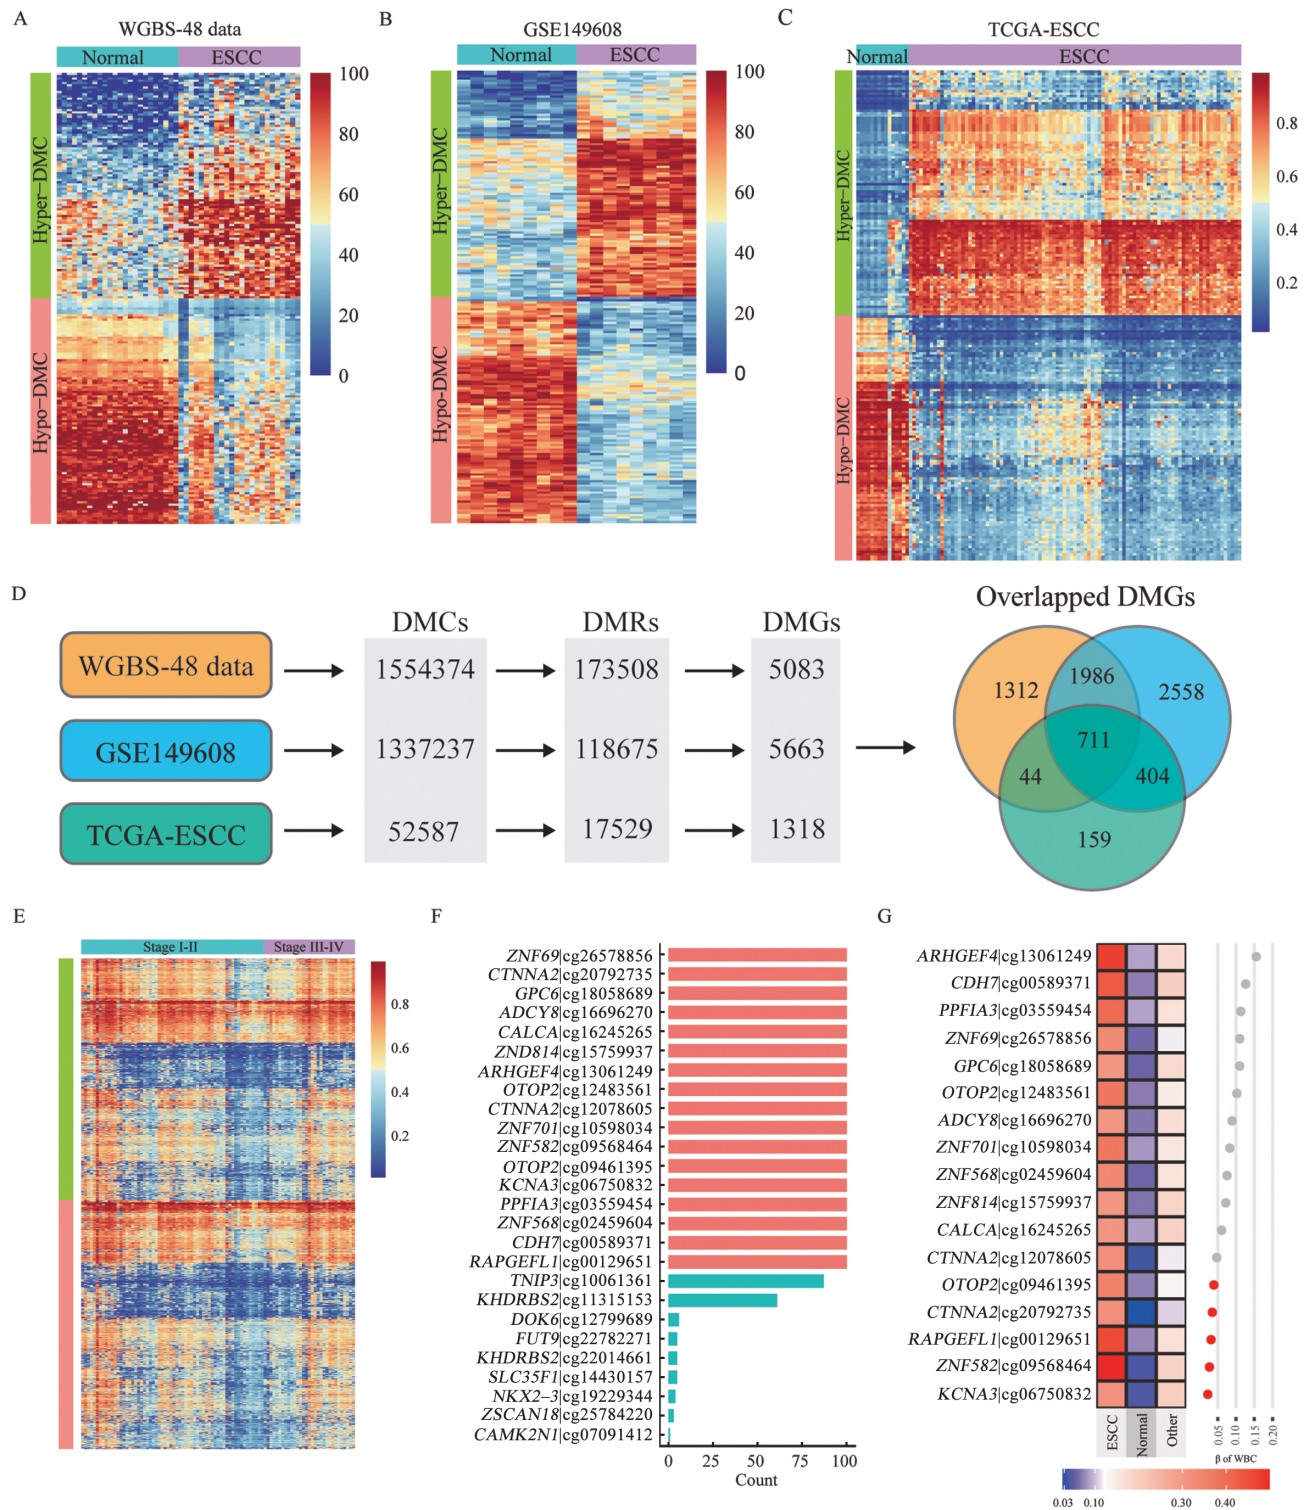 A
WGBS-48 data
Normal ESCC
Hyper-DMC
Hypo-DMC
100
80
60
40
20
0
B
GSE149608
Normal ESCC
Hyper-DMC
Hypo-DMC
100
80
60
40
20
0
C
TCGA-ESCC
Normal ESCC
Hyper-DMC
Hypo-DMC
0.8
0.6
0.4
0.2
D
DMCs DMRs DMGs
WGBS-48 data 1554374 173508 5083
GSE149608 1337237 118675 5663
TCGA-ESCC 52587 17529 1318
Overlapped DMGs
1312 1986 2558
711
44 404
159
E
Stage I-II Stage III-IV
0.8
0.6
0.4
0.2
F
ZNF69|cg26578856
CTNNA2|cg20792735
GPC6|cg18058689
ADCY8|cg16696270
CALCA|cg16245265
ZND814|cg15759937
ARHGEF4|cg13061249
OTOP2|cg12483561
CTNNA2|cg12078605
ZNF701|cg10598034
ZNF582|cg09568464
OTOP2|cg09461395
KCNA3|cg06750832
PPFIA3|cg03559454
ZNF568|cg02459604
CDH7|cg00589371
RAPGEFL1|cg00129651
TNIP3|cg10061361
KHDRBS2|cg11315153
DOK6|cg12799689
FUT9|cg22782271
KHDRBS2|cg22014661
SLC35F1|cg14430157
NKX2-3|cg19229344
ZSCAN18|cg25784220
CAMK2N1|cg07091412
0 25 50 75 100
Count
G
ARHGEF4|cg13061249
CDH7|cg00589371
PPFIA3|cg03559454
ZNF69|cg26578856
GPC6|cg18058689
OTOP2|cg12483561
ADCY8|cg16696270
ZNF701|cg10598034
ZNF568|cg02459604
ZNF814|cg15759937
CALCA|cg16245265
CTNNA2|cg12078605
OTOP2|cg09461395
CTNNA2|cg20792735
RAPGEFL1|cg00129651
ZNF582|cg09568464
KCNA3|cg06750832
ESCC Normal Other
0.05 0.10 0.15 0.20
β of WBC
0.03 0.10 0.30 0.40